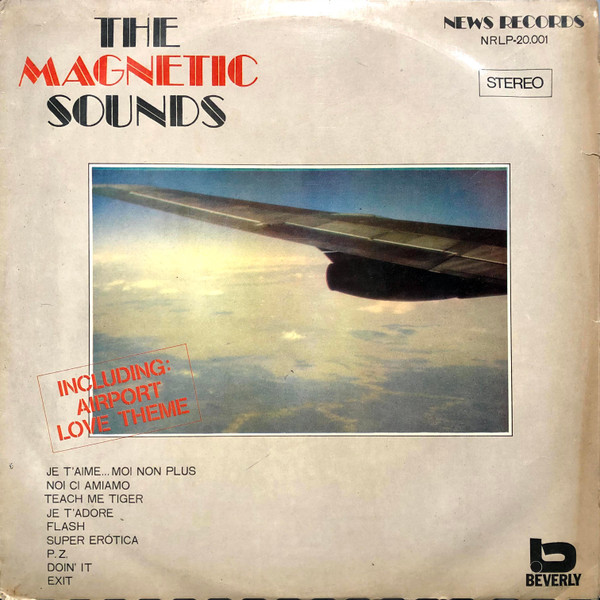 THE
MAGNETIC
SOUNDS
NEWS RECORDS
NRLP-20.001
STEREO
INCLUDING:
AIRPORT
LOVE THEME
JE T'AIME... MOI NON PLUS
NOI CI AMIAMO
TEACH ME TIGER
JE T'ADORE
FLASH
SUPER ERÓTICA
P. Z.
DOIN' IT
EXIT
b
BEVERLY